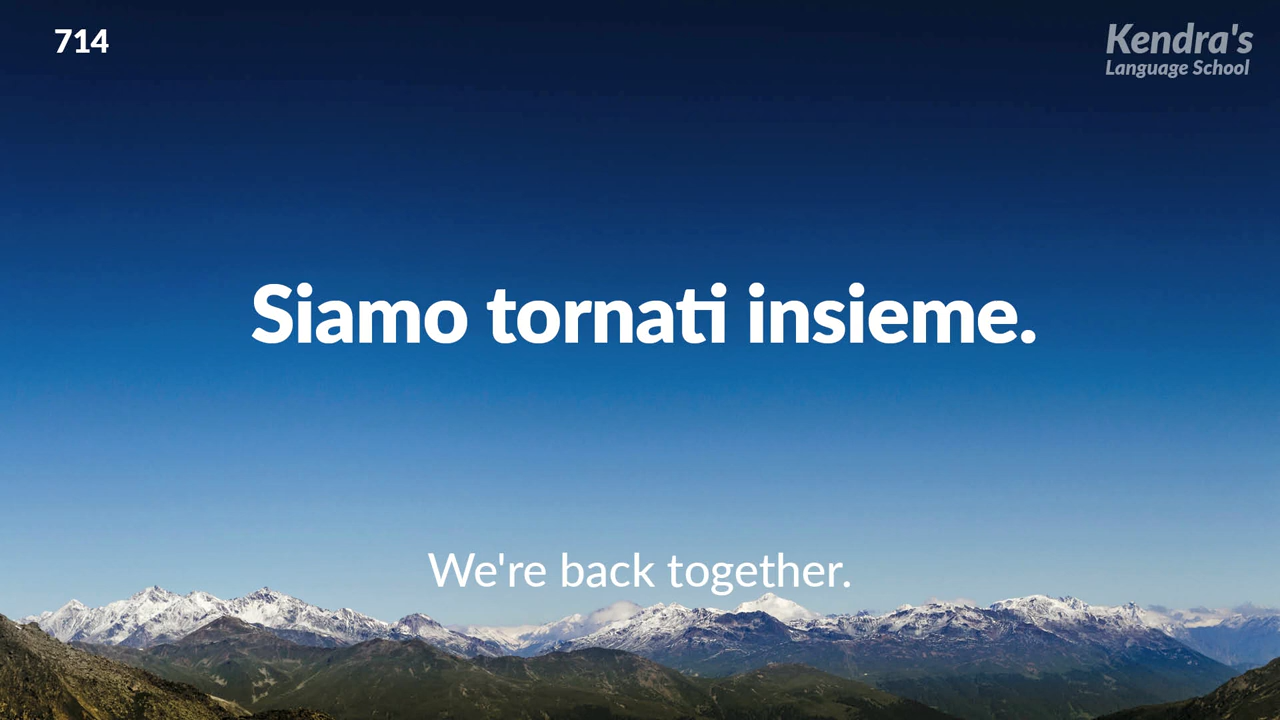 714
Kendra's
Language School
Siamo tornati insieme.
We're back together.